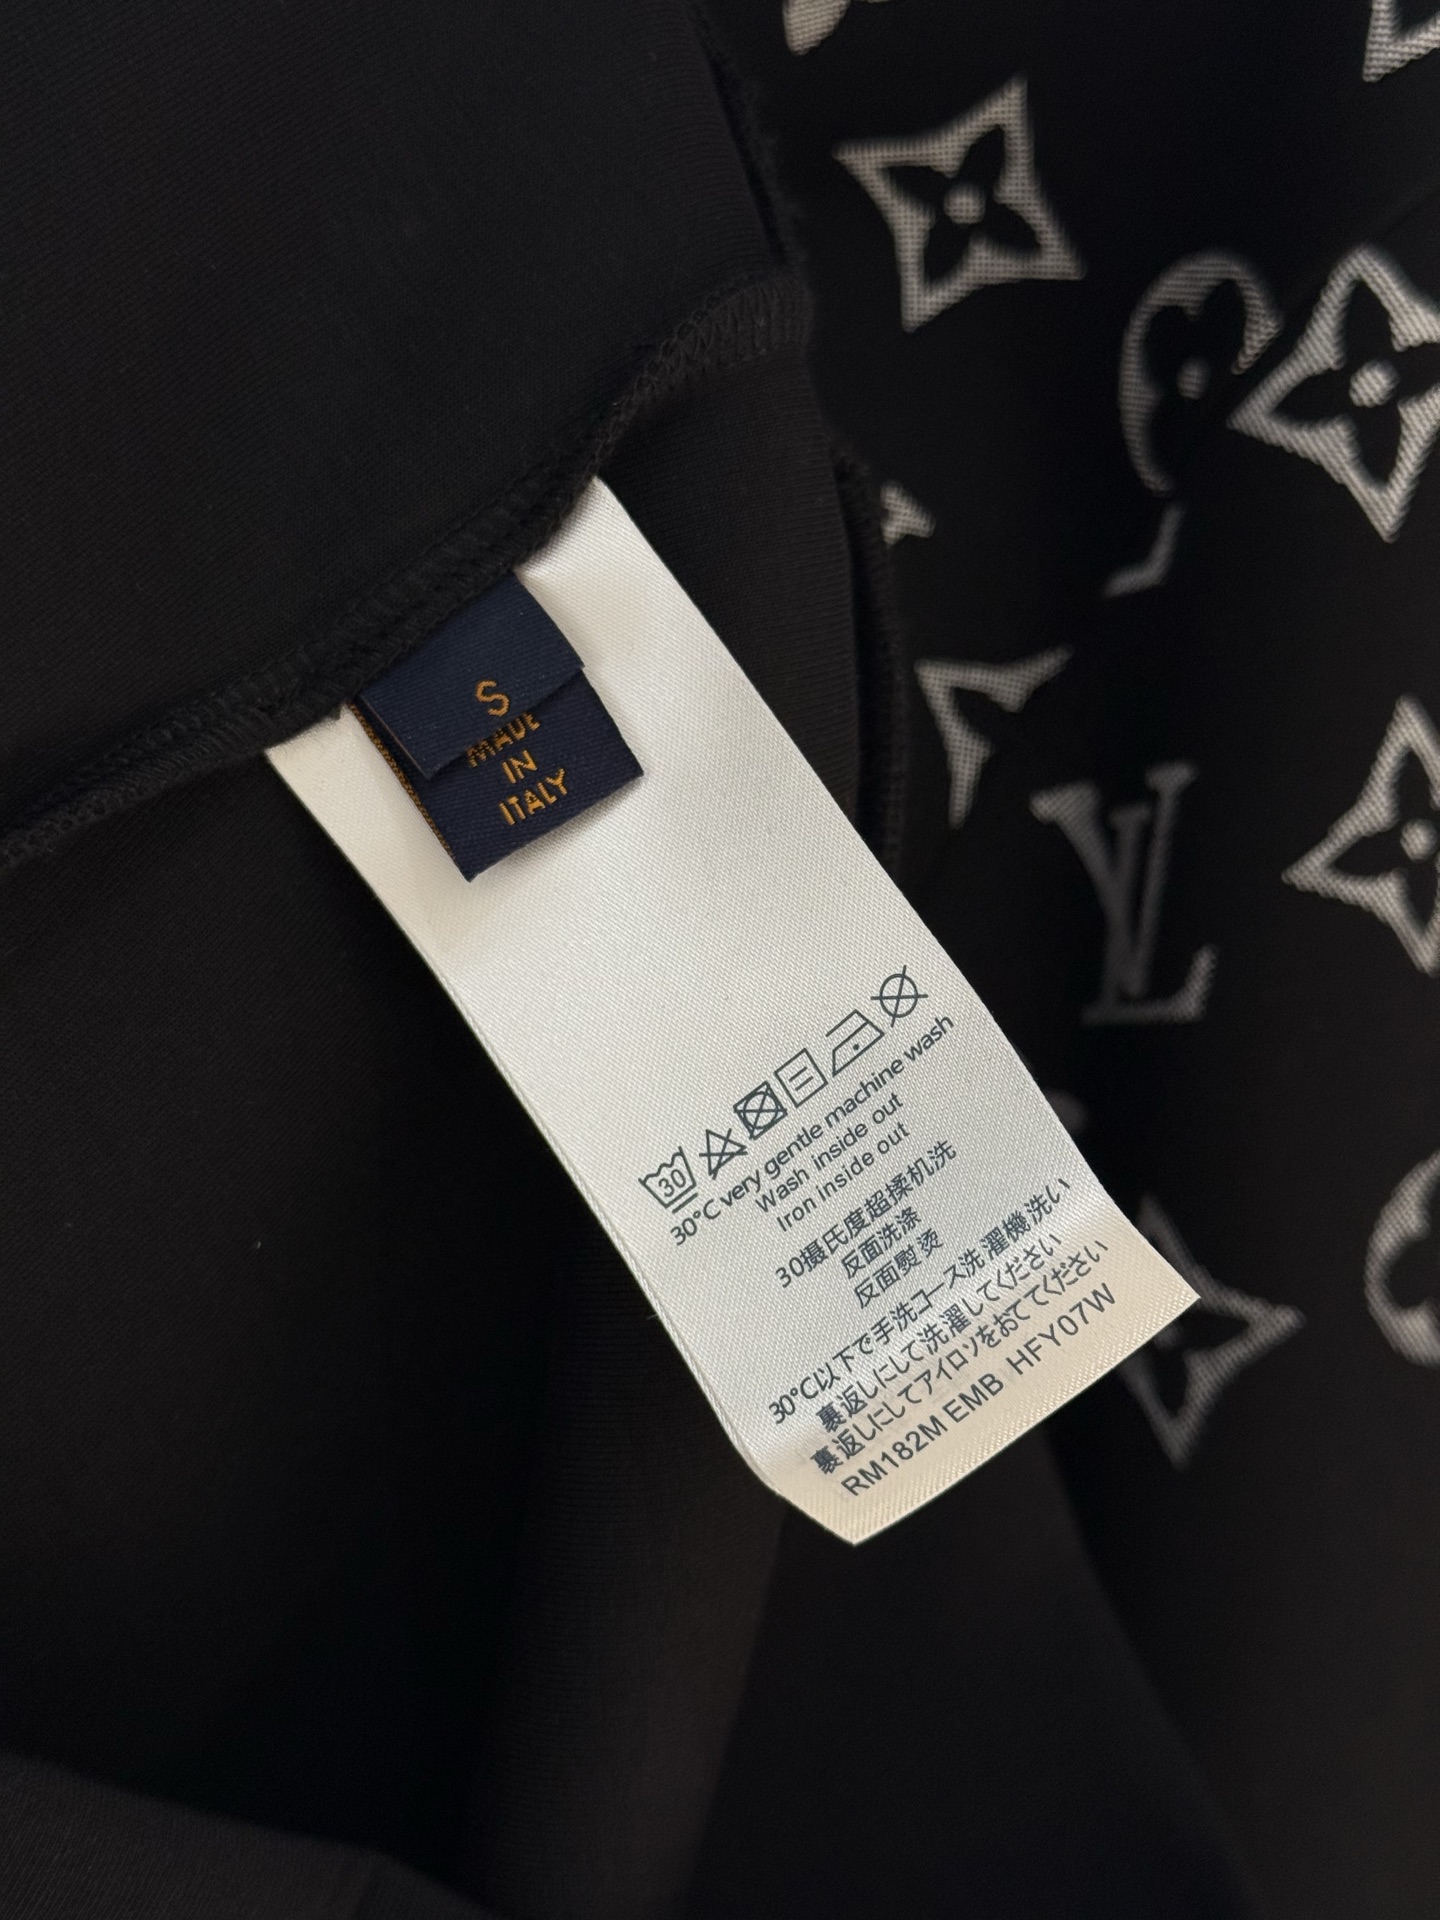 S
MADE
IN
ITALY
30
30°C very gentle machine wash
Wash inside out
Iron inside out
30摄氏度超揉机洗
反面洗涤
反面熨烫
30°C以下で手洗コース洗濯機洗い
裏返しにして洗濯してください
裏返しにしてアイロソをおててください
RM182M EMB HFY07W
LV